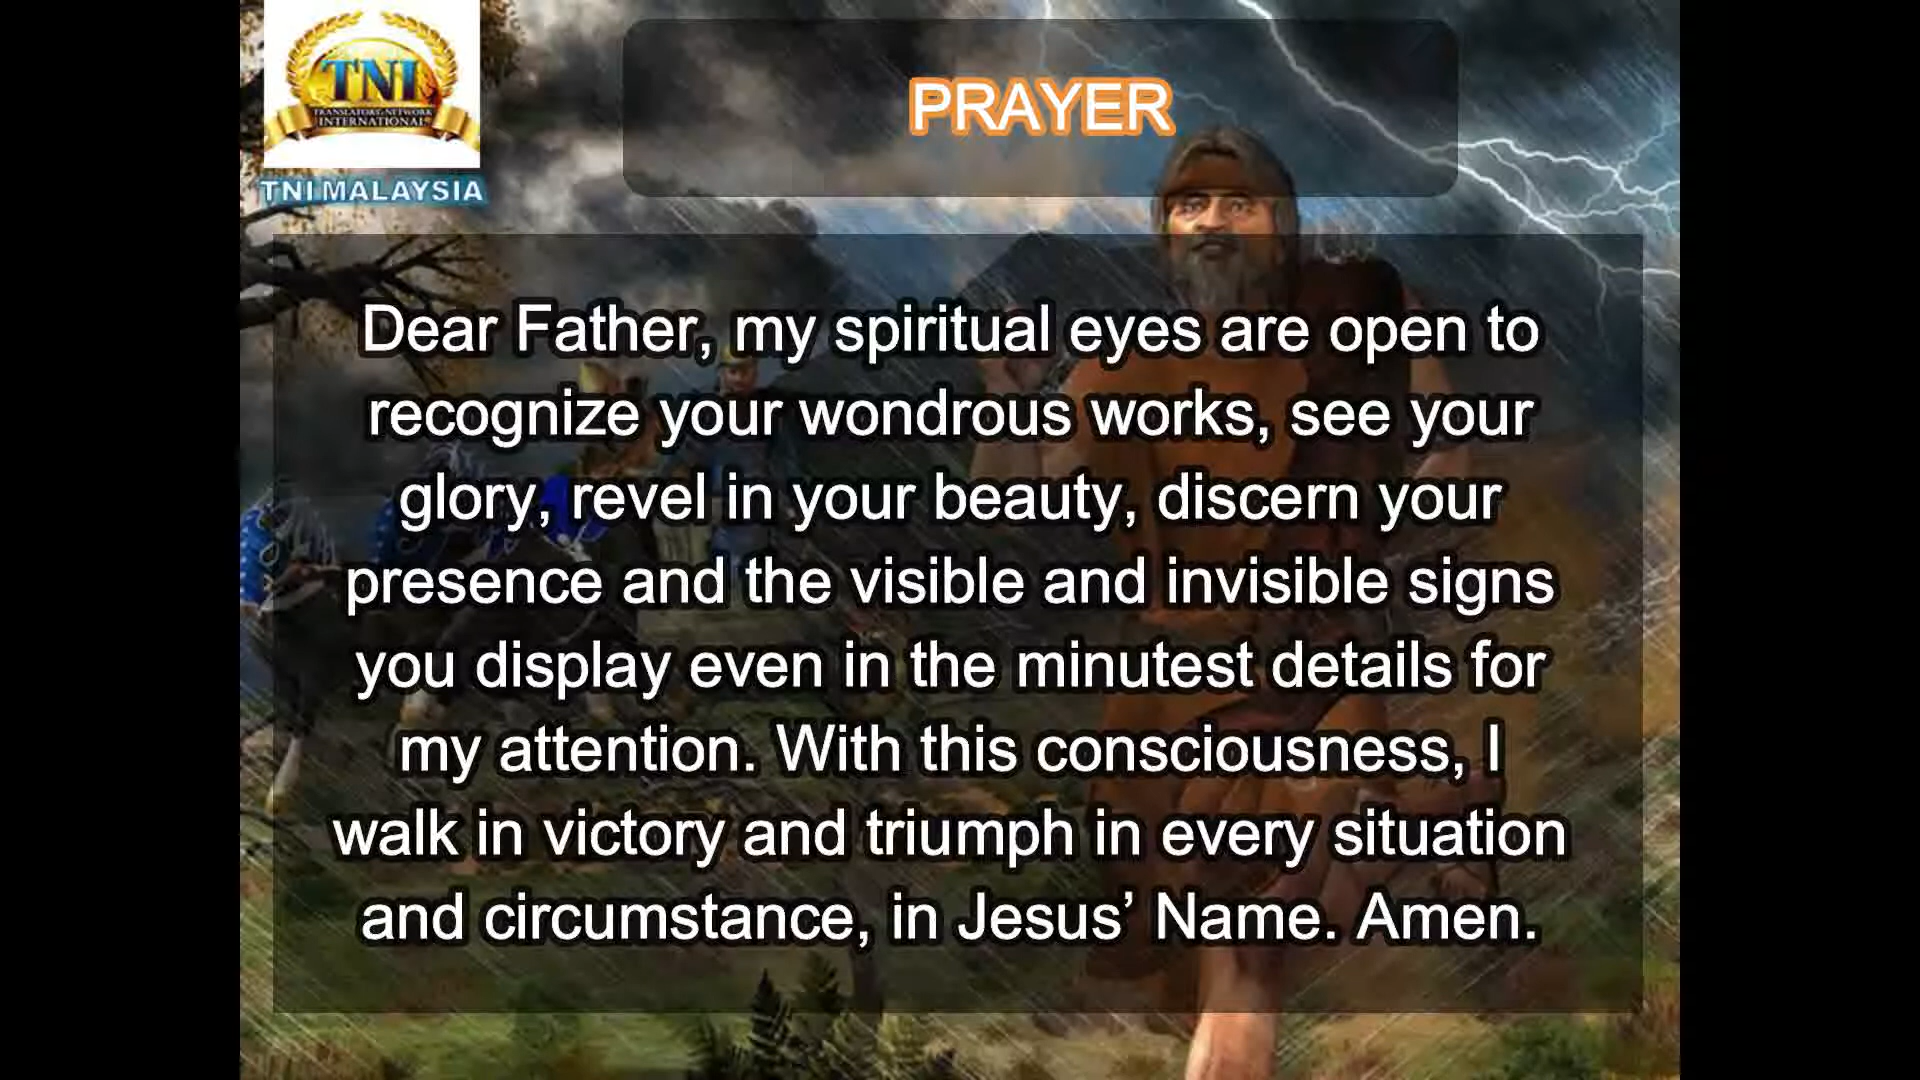 TNI
TRANSLATORS NETWORK
INTERNATIONAL
TNI MALAYSIA
PRAYER
Dear Father, my spiritual eyes are open to
recognize your wondrous works, see your
glory, revel in your beauty, discern your
presence and the visible and invisible signs
you display even in the minutest details for
my attention. With this consciousness, I
walk in victory and triumph in every situation
and circumstance, in Jesus’ Name. Amen.